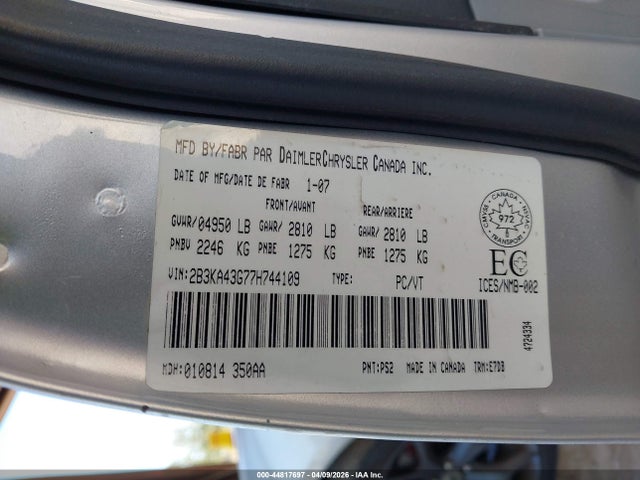 MFD BY/FABR PAR DAIMLERCHRYSLER CANADA INC.
DATE OF MFG/DATE DE FABR 1-07
FRONT/AVANT REAR/ARRIERE
GVWR/04950 LB GAWR/ 2810 LB GAWR/ 2810 LB
PNBV 2246 KG PNBE 1275 KG PNBE 1275 KG
VIN:2B3KA43G77H744109 TYPE: PC/VT
CANADA
972
TRANSPORT
EC
ICES/NMB-002
4724334
MDH:010814 350AA PNT:PS2 MADE IN CANADA TRM:E7D8
000-44817697 04/09/2026 - IAA Inc.